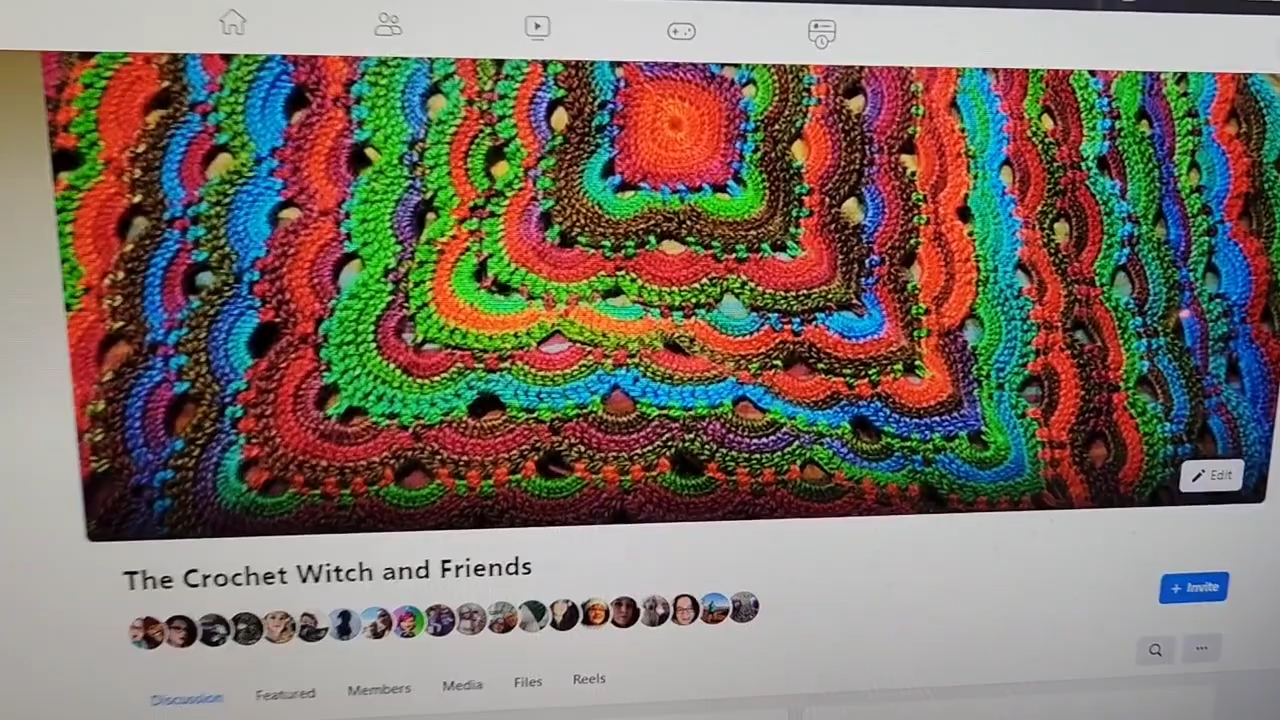 Edit
The Crochet Witch and Friends
+ Invite
Discussion Featured Members Media Files Reels